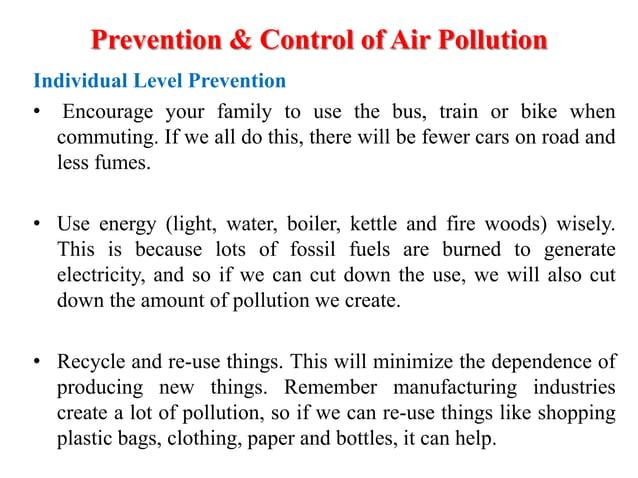 Prevention & Control of Air Pollution
Individual Level Prevention
• Encourage your family to use the bus, train or bike when
commuting. If we all do this, there will be fewer cars on road and
less fumes.
• Use energy (light, water, boiler, kettle and fire woods) wisely.
This is because lots of fossil fuels are burned to generate
electricity, and so if we can cut down the use, we will also cut
down the amount of pollution we create.
• Recycle and re-use things. This will minimize the dependence of
producing new things. Remember manufacturing industries
create a lot of pollution, so if we can re-use things like shopping
plastic bags, clothing, paper and bottles, it can help.